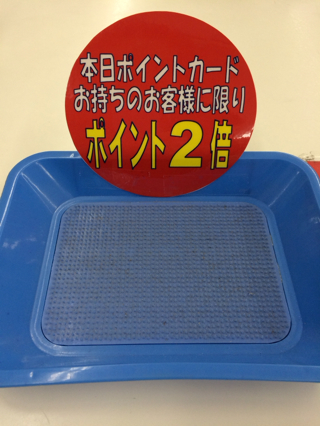 本日ポイントカード
お持ちのお客様に限り
ポイント2倍